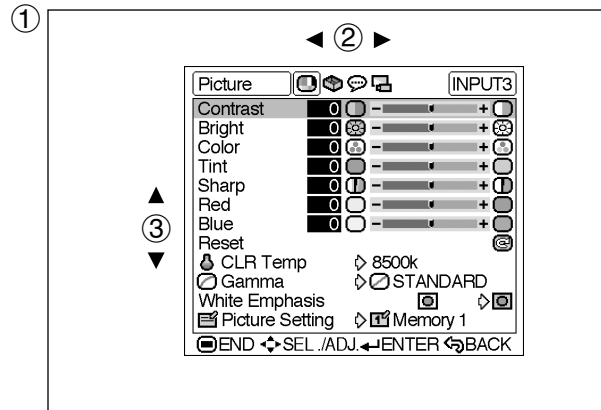 ①
◄ ② ►
Picture INPUT3
Contrast 0 - +
Bright 0 - +
Color 0 - +
Tint 0 - +
Sharp 0 - +
Red 0 - +
Blue 0 - +
Reset
▲
③
▼
CLR Temp 8500k
Gamma STANDARD
White Emphasis
Picture Setting 1 Memory 1
END SEL ./ADJ. ENTER BACK